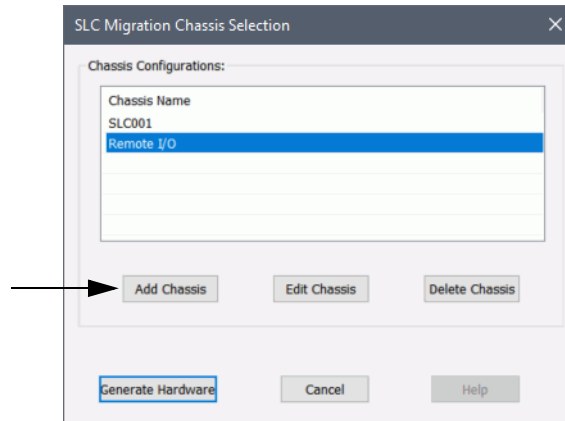 SLC Migration Chassis Selection
Chassis Configurations:
Chassis Name
SLC001
Remote I/O
Add Chassis Edit Chassis Delete Chassis
Generate Hardware Cancel Help